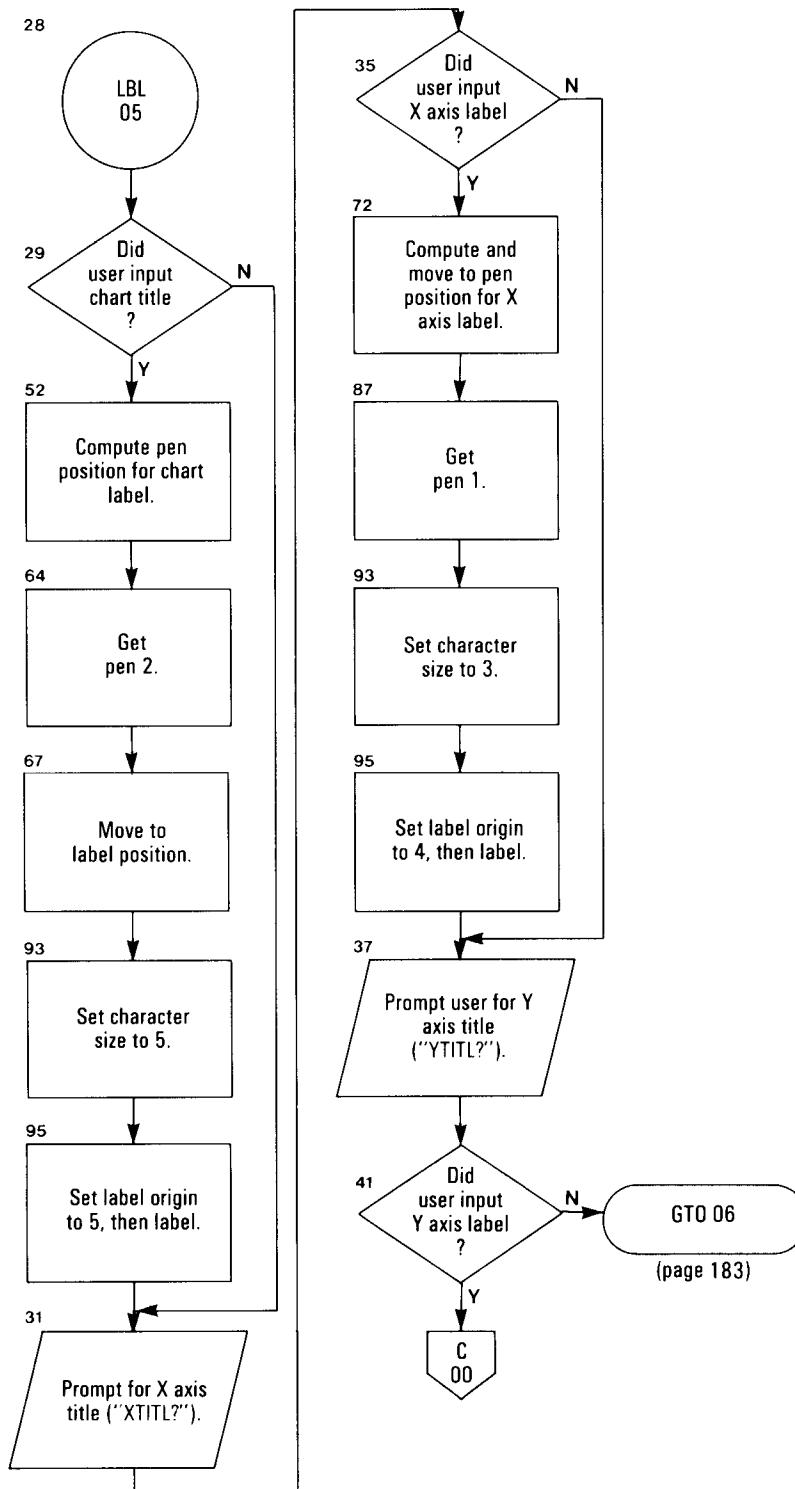 28
LBL
05
29
Did
user input
chart title
?
N
Y
52
Compute pen
position for chart
label.
64
Get
pen 2.
67
Move to
label position.
93
Set character
size to 5.
95
Set label origin
to 5, then label.
31
Prompt for X axis
title (“XTITL?”).
35
Did
user input
X axis label
?
N
Y
72
Compute and
move to pen
position for X
axis label.
87
Get
pen 1.
93
Set character
size to 3.
95
Set label origin
to 4, then label.
37
Prompt user for Y
axis title
(“YTITL?”).
41
Did
user input
Y axis label
?
N
GTO 06
(page 183)
Y
C
00